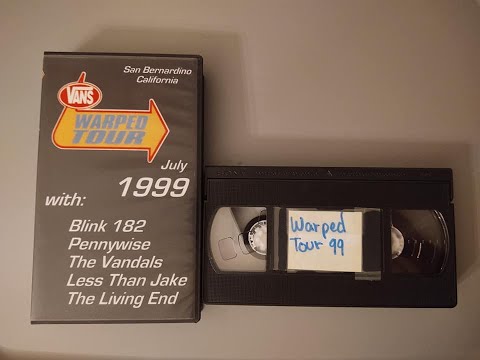 San Bernardino
California
VANS
WARPED
TOUR
July
1999
with:
Blink 182
Pennywise
The Vandals
Less Than Jake
The Living End
Warped
Tour '99